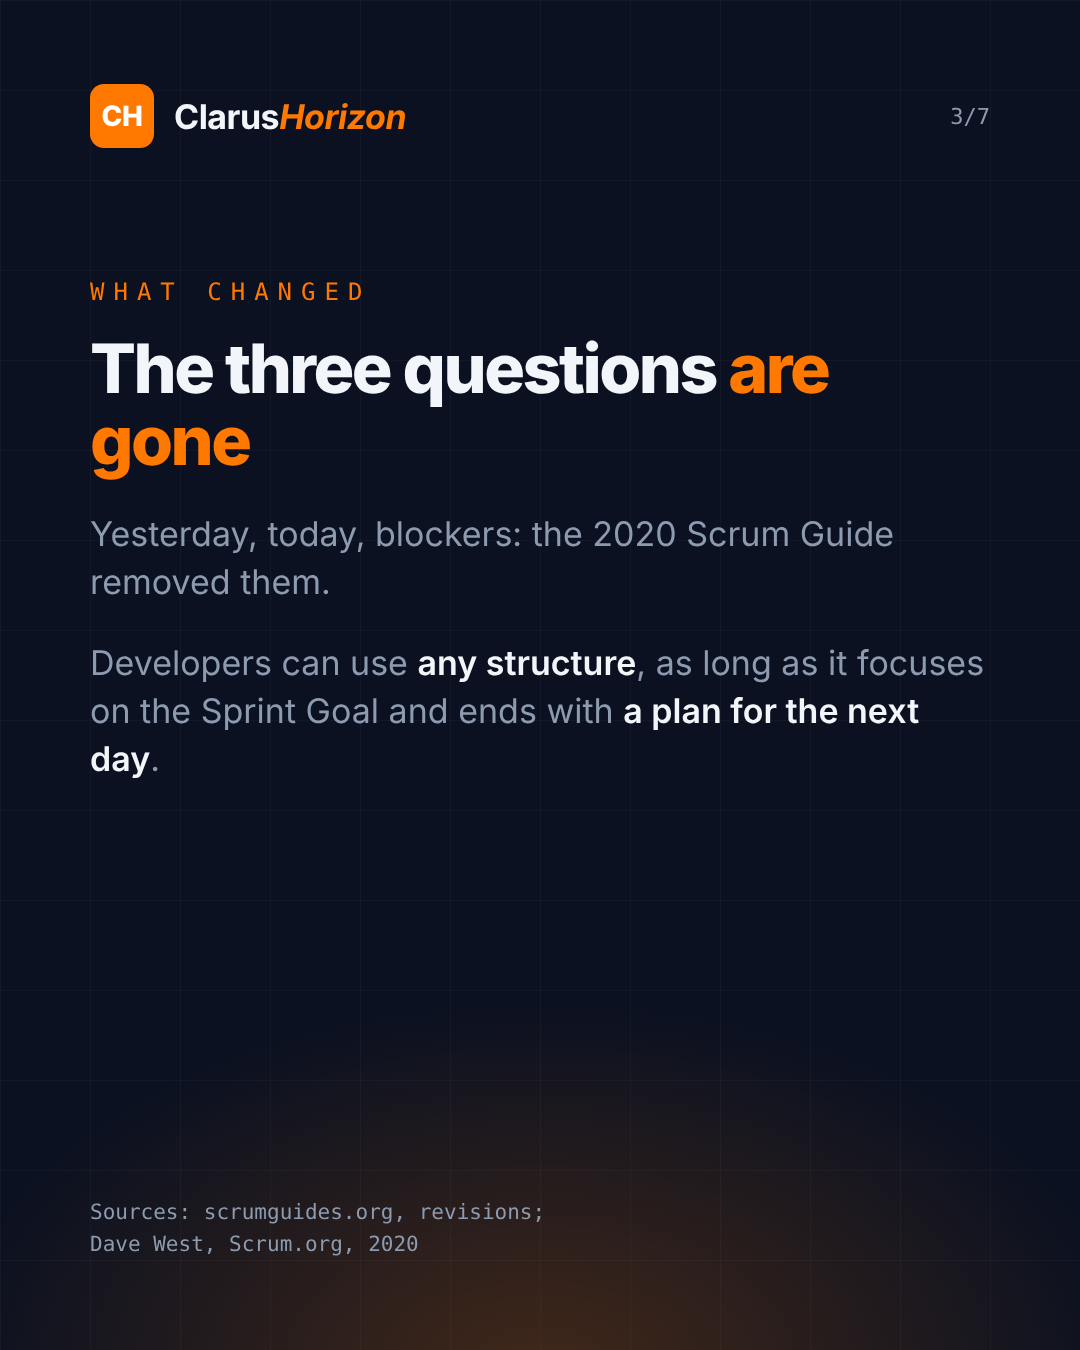 CH ClarusHorizon
3/7
WHAT CHANGED
The three questions are
gone
Yesterday, today, blockers: the 2020 Scrum Guide
removed them.
Developers can use any structure, as long as it focuses
on the Sprint Goal and ends with a plan for the next
day.
Sources: scrumguides.org, revisions;
Dave West, Scrum.org, 2020